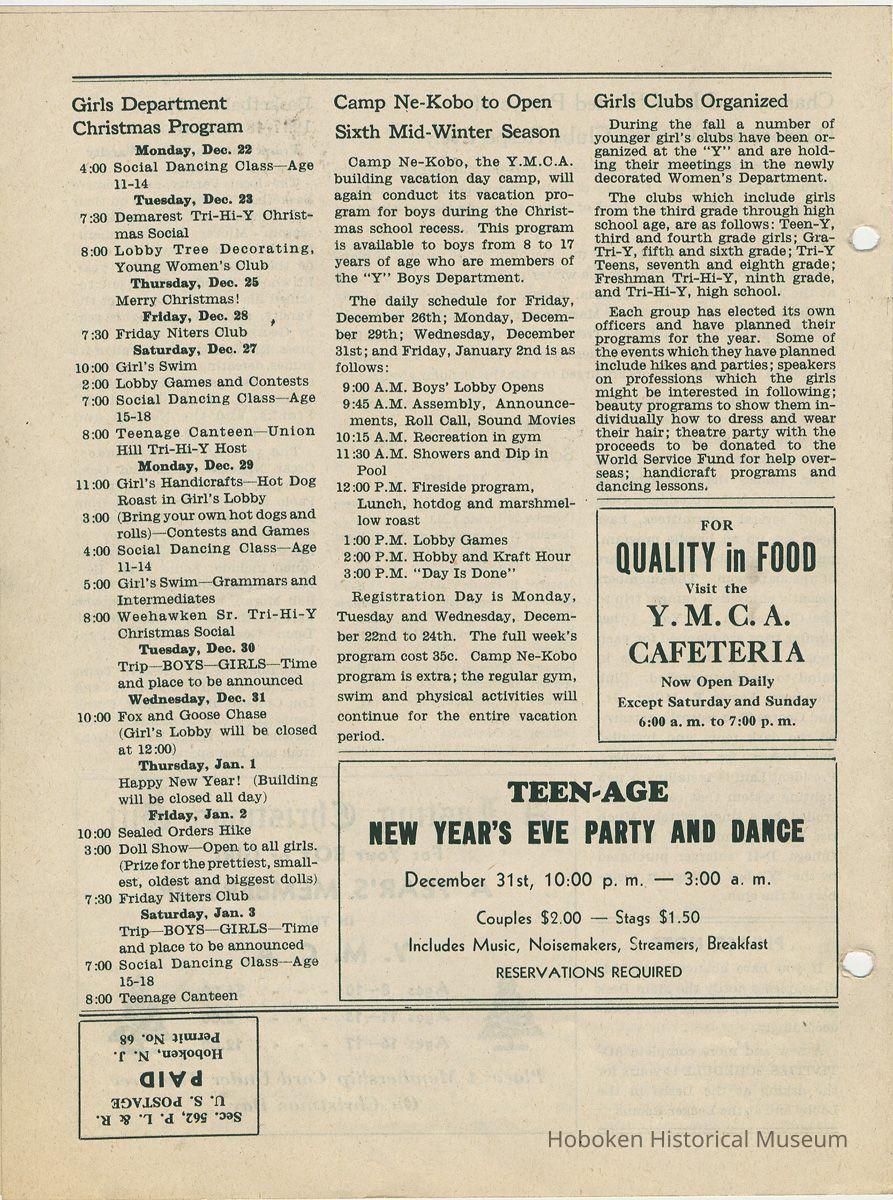 Girls Department
Christmas Program
Monday, Dec. 22
4:00 Social Dancing Class—Age
11-14
Tuesday, Dec. 23
7:30 Demarest Tri-Hi-Y Christ-
mas Social
8:00 Lobby Tree Decorating,
Young Women's Club
Thursday, Dec. 25
Merry Christmas!
Friday, Dec. 28
7:30 Friday Niters Club
Saturday, Dec. 27
10:00 Girl's Swim
2:00 Lobby Games and Contests
7:00 Social Dancing Class—Age
15-18
8:00 Teenage Canteen—Union
Hill Tri-Hi-Y Host
Monday, Dec. 29
11:00 Girl's Handicrafts—Hot Dog
Roast in Girl's Lobby
3:00 (Bring your own hot dogs and
rolls)—Contests and Games
4:00 Social Dancing Class—Age
11-14
5:00 Girl's Swim—Grammars and
Intermediates
8:00 Weehawken Sr. Tri-Hi-Y
Christmas Social
Tuesday, Dec. 30
Trip—BOYS—GIRLS—Time
and place to be announced
Wednesday, Dec. 31
10:00 Fox and Goose Chase
(Girl's Lobby will be closed
at 12:00)
Thursday, Jan. 1
Happy New Year! (Building
will be closed all day)
Friday, Jan. 2
10:00 Sealed Orders Hike
3:00 Doll Show—Open to all girls.
(Prize for the prettiest, small-
est, oldest and biggest dolls)
7:30 Friday Niters Club
Saturday, Jan. 3
Trip—BOYS—GIRLS—Time
and place to be announced
7:00 Social Dancing Class—Age
15-18
8:00 Teenage Canteen
Camp Ne-Kobo to Open
Sixth Mid-Winter Season
Camp Ne-Kobo, the Y.M.C.A.
building vacation day camp, will
again conduct its vacation pro-
gram for boys during the Christ-
mas school recess. This program
is available to boys from 8 to 17
years of age who are members of
the "Y" Boys Department.
The daily schedule for Friday,
December 26th; Monday, Decem-
ber 29th; Wednesday, December
31st; and Friday, January 2nd is as
follows:
9:00 A.M. Boys' Lobby Opens
9:45 A.M. Assembly, Announce-
ments, Roll Call, Sound Movies
10:15 A.M. Recreation in gym
11:30 A.M. Showers and Dip in
Pool
12:00 P.M. Fireside program,
Lunch, hotdog and marshmel-
low roast
1:00 P.M. Lobby Games
2:00 P.M. Hobby and Kraft Hour
3:00 P.M. "Day Is Done"
Registration Day is Monday,
Tuesday and Wednesday, Decem-
ber 22nd to 24th. The full week's
program cost 35c. Camp Ne-Kobo
program is extra; the regular gym,
swim and physical activities will
continue for the entire vacation
period.
Girls Clubs Organized
During the fall a number of
younger girl's clubs have been or-
ganized at the "Y" and are hold-
ing their meetings in the newly
decorated Women's Department.
The clubs which include girls
from the third grade through high
school age, are as follows: Teen-Y,
third and fourth grade girls; Gra-
Tri-Y, fifth and sixth grade; Tri-Y
Teens, seventh and eighth grade;
Freshman Tri-Hi-Y, ninth grade,
and Tri-Hi-Y, high school.
Each group has elected its own
officers and have planned their
programs for the year. Some of
the events which they have planned
include hikes and parties; speakers
on professions which the girls
might be interested in following;
beauty programs to show them in-
dividually how to dress and wear
their hair; theatre party with the
proceeds to be donated to the
World Service Fund for help over-
seas; handicraft programs and
dancing lessons.
FOR
QUALITY in FOOD
Visit the
Y. M. C. A.
CAFETERIA
Now Open Daily
Except Saturday and Sunday
6:00 a. m. to 7:00 p. m.
TEEN-AGE
NEW YEAR'S EVE PARTY AND DANCE
December 31st, 10:00 p. m. — 3:00 a. m.
Couples $2.00 — Stags $1.50
Includes Music, Noisemakers, Streamers, Breakfast
RESERVATIONS REQUIRED
Sec. 562, P. L. & R.
U. S. POSTAGE
PAID
Hoboken, N. J.
Permit No. 68
Hoboken Historical Museum